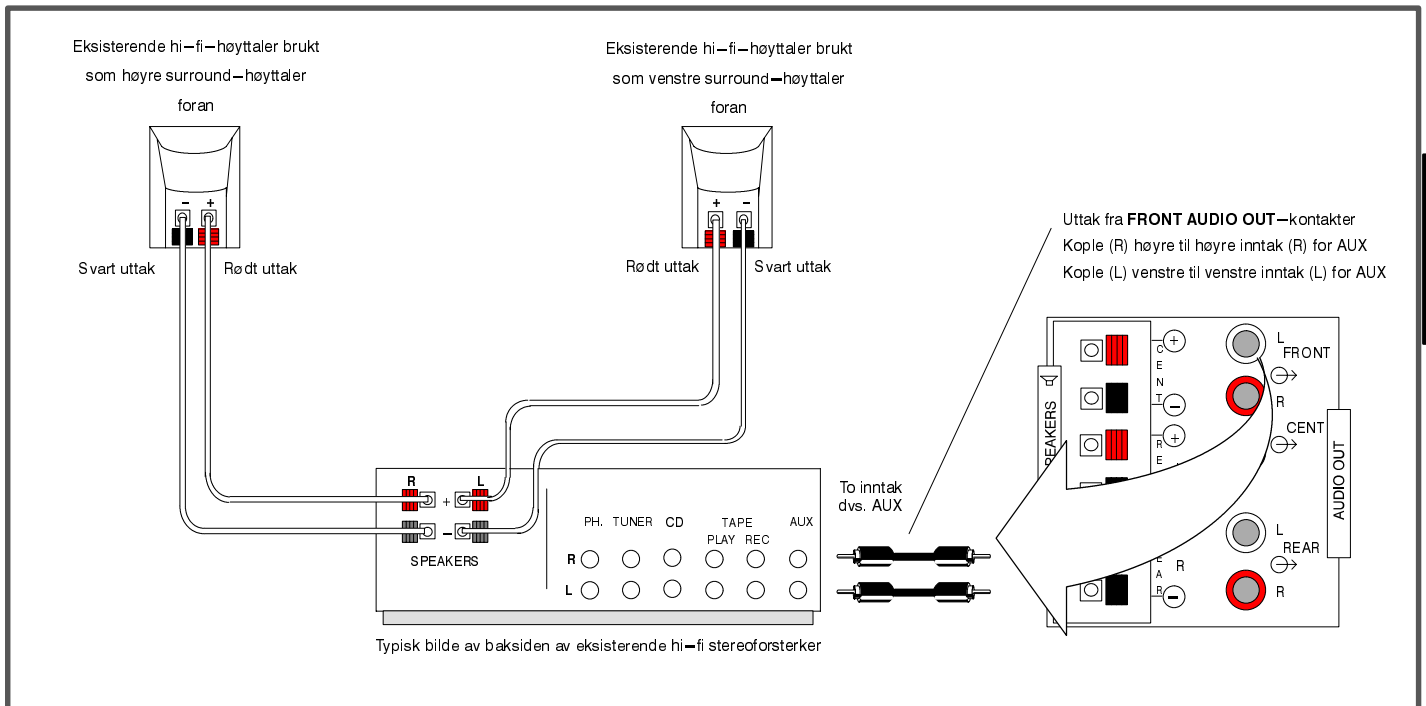 Eksisterende hi–fi–høyttaler brukt
som høyre surround–høyttaler
foran
Eksisterende hi–fi–høyttaler brukt
som venstre surround–høyttaler
foran
– +
+ –
Svart uttak
Rødt uttak
Rødt uttak
Svart uttak
Uttak fra FRONT AUDIO OUT–kontakter
Kople (R) høyre til høyre inntak (R) for AUX
Kople (L) venstre til venstre inntak (L) for AUX
R
L
+
–
SPEAKERS
PH.
TUNER
CD
TAPE
PLAY
REC
AUX
R
L
To inntak
dvs. AUX
Typisk bilde av baksiden av eksisterende hi–fi stereoforsterker
+
CENT
–
+
R
–
L
FRONT
R
CENT
L
REAR
R
AUDIO OUT